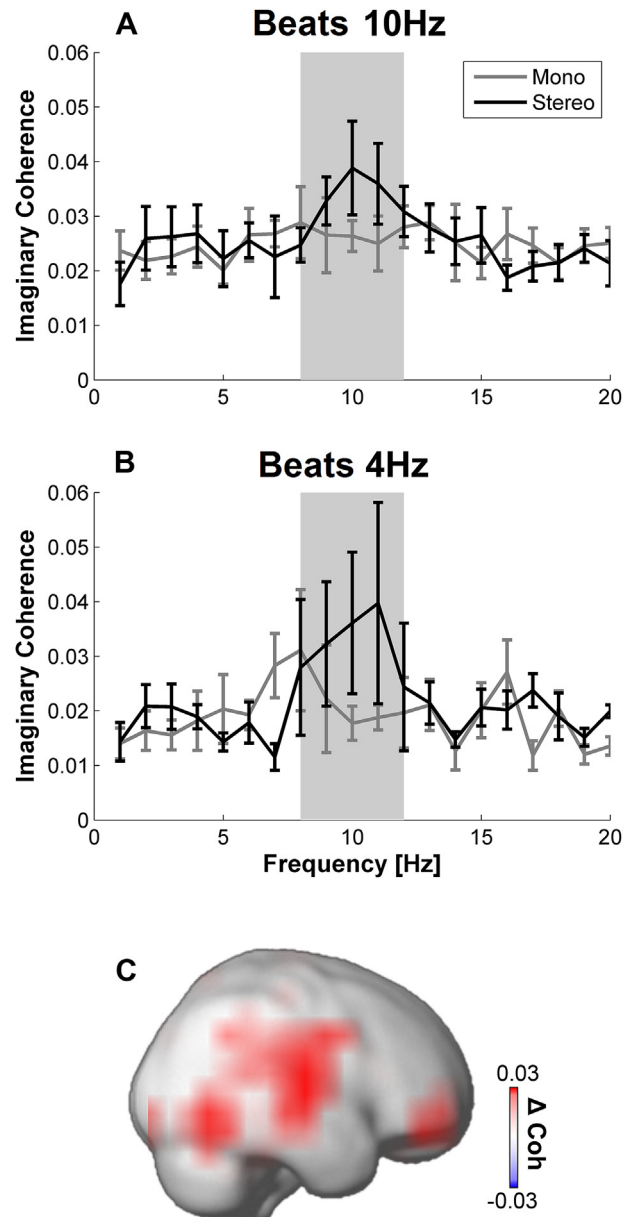 A
Beats 10Hz
0.06
0.05
0.04
0.03
0.02
0.01
0
Imaginary Coherence
Mono
Stereo
0
5
10
15
20
B
Beats 4Hz
0.06
0.05
0.04
0.03
0.02
0.01
0
Imaginary Coherence
0
5
10
15
20
Frequency [Hz]
C
0.03
Δ Coh
-0.03